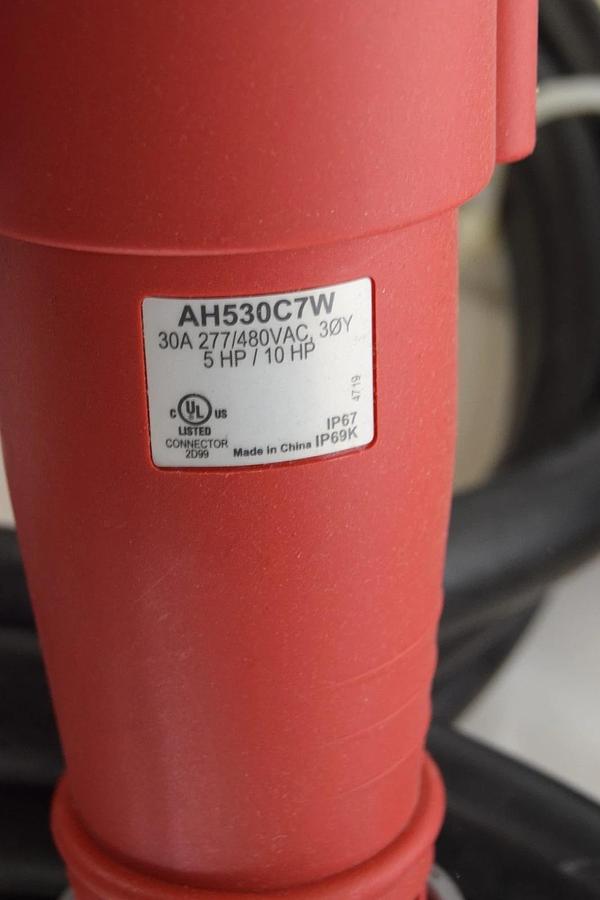 AH530C7W
30A 277/480VAC, 3ØY
5 HP / 10 HP
4719
C UL US
LISTED
CONNECTOR
2D99
Made in China
IP67
IP69K